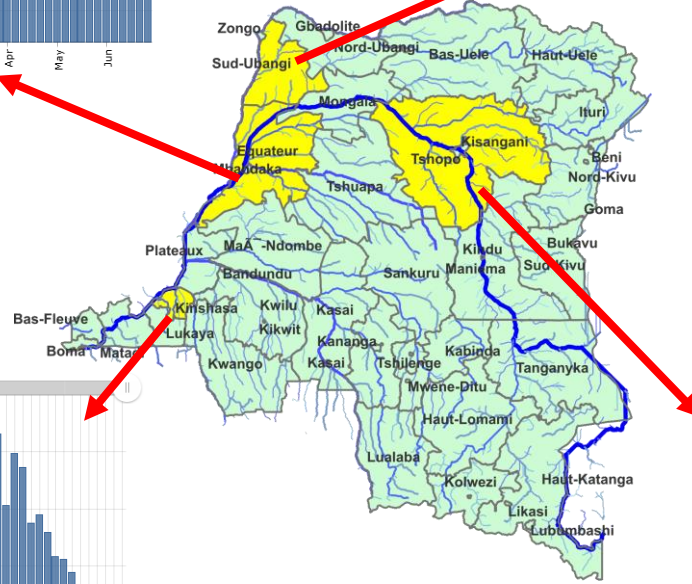 Apr
May
Jun
Zongo
Gbadolite
Nord-Ubangi
Sud-Ubangi
Bas-Uele
Haut-Uele
Mongala
Ituri
Equateur
Kisangani
Mbandaka
Tshopo
Beni
Nord-Kivu
Tshuapa
Goma
Plateaux
MaÃ¯-Ndombe
Kindu
Bukavu
Bandundu
Sankuru
Maniema
Sud-Kivu
Bas-Fleuve
Kinshasa
Kwilu
Kasai
Lukaya
Kikwit
Kananga
Boma
Matadi
Kwango
Kasai
Tshilenge
Kabinda
Tanganyka
Mwene-Ditu
Haut-Lomami
Lualaba
Kolwezi
Haut-Katanga
Likasi
Lubumbashi